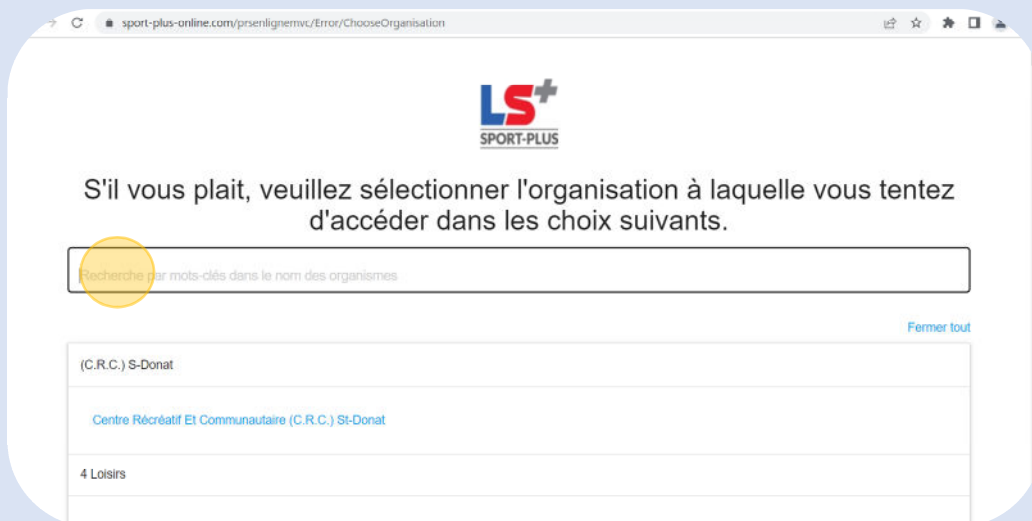 sport-plus-online.com/prsenlignemvc/Error/ChooseOrganisation
LS+
SPORT-PLUS
S'il vous plait, veuillez sélectionner l'organisation à laquelle vous tentez
d'accéder dans les choix suivants.
Recherche par mots-clés dans le nom des organismes
Fermer tout
(C.R.C.) S-Donat
Centre Récréatif Et Communautaire (C.R.C.) St-Donat
4 Loisirs